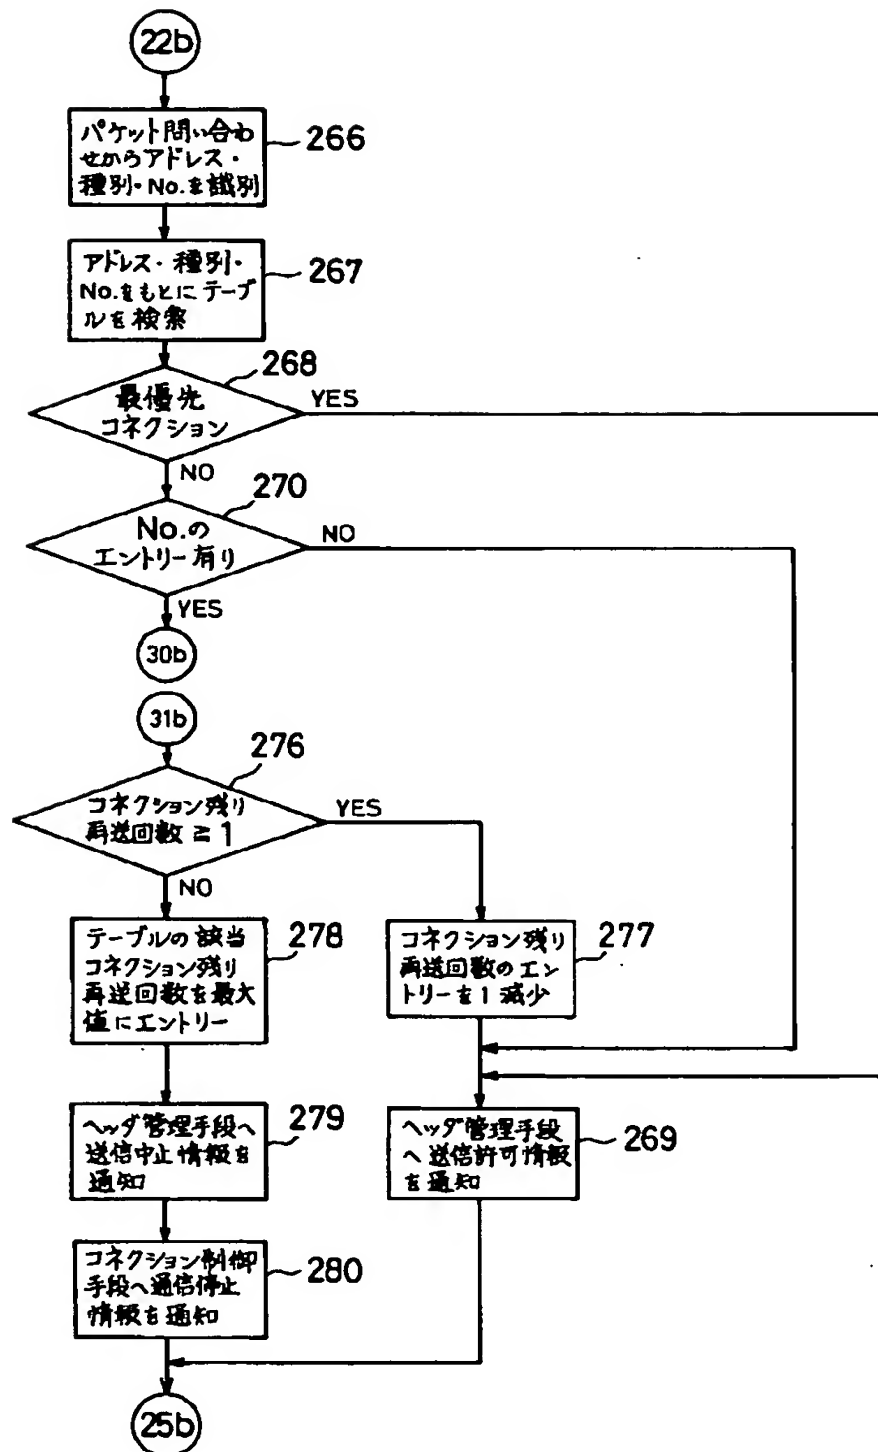 22b
パケット問い合わ
せからアドレス・
種別・No.を識別
266
アドレス・種別・
No.をもとにテーブ
ルを検索
267
268
最優先
コネクション
YES
NO
270
No.の
エントリー有り
NO
YES
30b
31b
276
コネクション残り
再送回数 ≧ 1
YES
NO
テーブルの該当
コネクション残り
再送回数を最大
値にエントリー
278
コネクション残り
再送回数のエン
トリーを1減少
277
ヘッダ管理手段へ
送信中止情報を
通知
279
ヘッダ管理手段
へ送信許可情報
を通知
269
コネクション制御
手段へ通信停止
情報を通知
280
25b